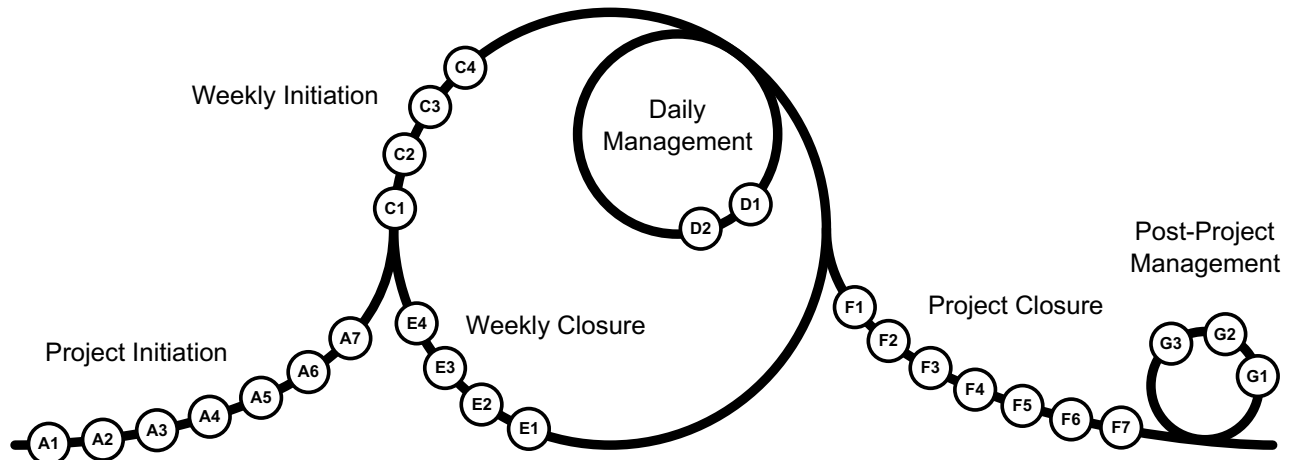 Project Initiation
A1
A2
A3
A4
A5
A6
A7
Weekly Initiation
C1
C2
C3
C4
Daily
Management
D1
D2
Weekly Closure
E1
E2
E3
E4
Project Closure
F1
F2
F3
F4
F5
F6
F7
Post-Project
Management
G1
G2
G3